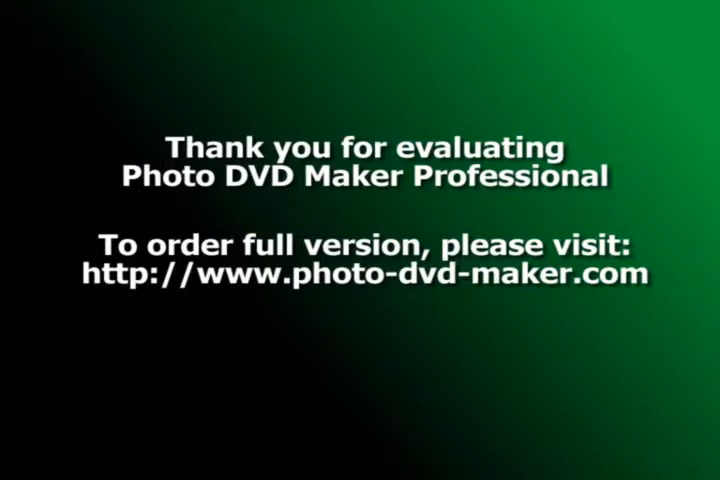 Thank you for evaluating
Photo DVD Maker Professional
To order full version, please visit:
http://www.photo-dvd-maker.com